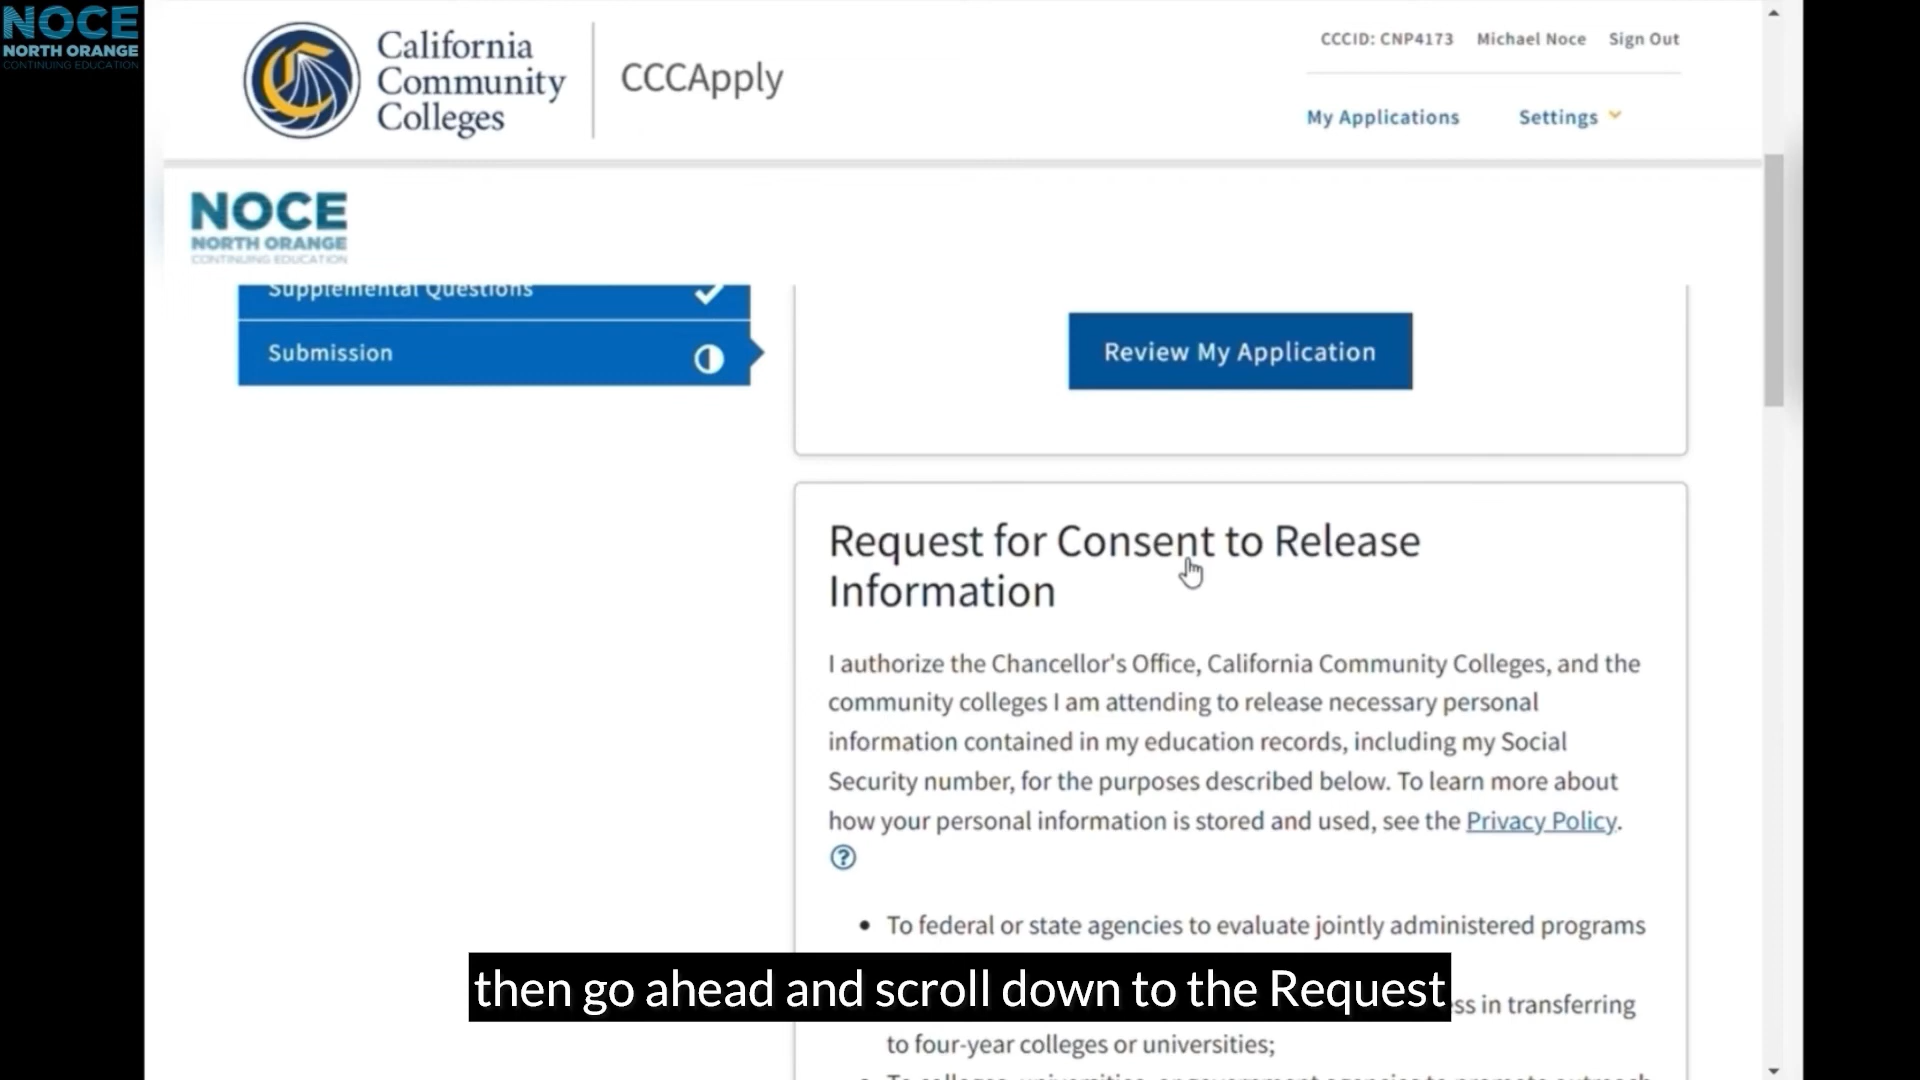 NOCE
NORTH ORANGE
CONTINUING EDUCATION
California
Community
Colleges
CCCApply
CCCID: CNP4173 Michael Noce Sign Out
My Applications Settings
NOCE
NORTH ORANGE
CONTINUING EDUCATION
Supplemental Questions
Submission
Review My Application
Request for Consent to Release
Information
I authorize the Chancellor's Office, California Community Colleges, and the
community colleges I am attending to release necessary personal
information contained in my education records, including my Social
Security number, for the purposes described below. To learn more about
how your personal information is stored and used, see the Privacy Policy.
?
• To federal or state agencies to evaluate jointly administered programs
then go ahead and scroll down to the Request
in transferring
to four-year colleges or universities;